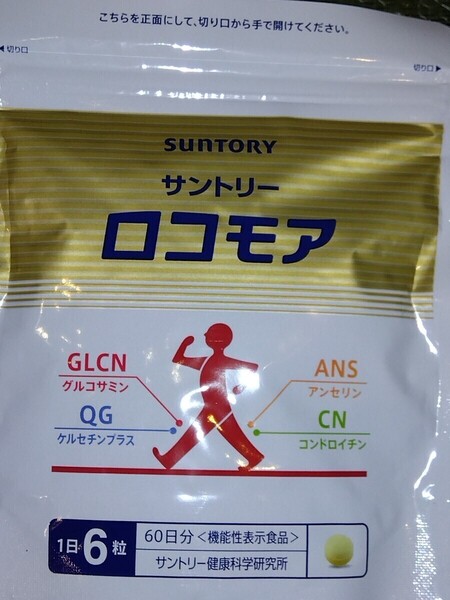 こちらを正面にして、切り口から手で開けてください。
◀切り口
切り口▶
SUNTORY
サントリー
ロコモア
GLCN
グルコサミン
QG
ケルセチンプラス
ANS
アンセリン
CN
コンドロイチン
1日6粒
60日分<機能性表示食品>
サントリー健康科学研究所